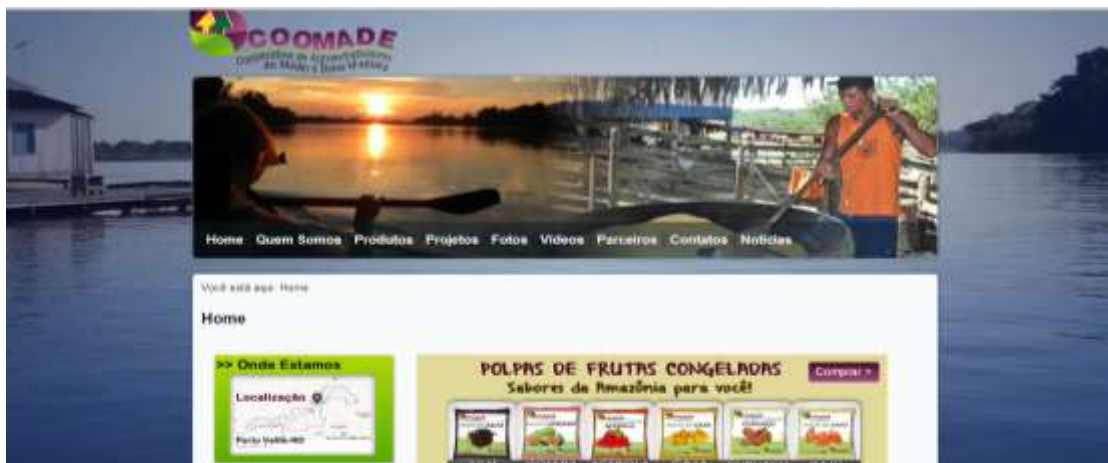 COOMADE
Home Quem Somos Produtos Projetos Fotos Vídeos Parceiros Contatos Notícias
Você está aqui: Home
Home
>> Onde Estamos
Localização
Porto Velho-RO
POLPAS DE FRUTAS CONGELADAS
Comprar >
Sabores da Amazônia para você!